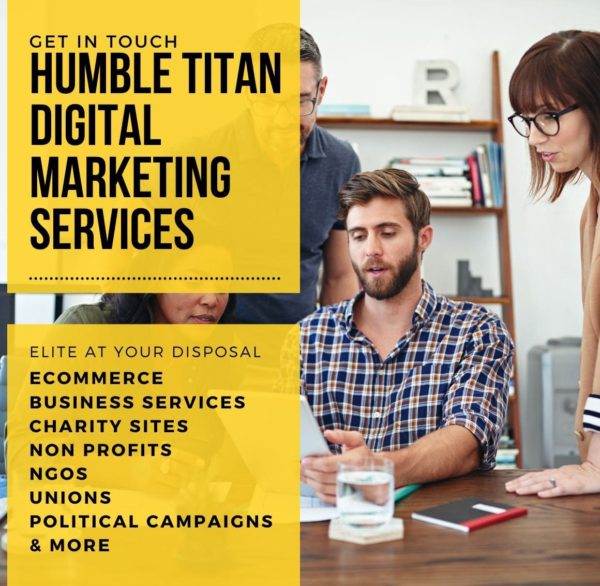 GET IN TOUCH
HUMBLE TITAN
DIGITAL
MARKETING
SERVICES
R
ELITE AT YOUR DISPOSAL
ECOMMERCE
BUSINESS SERVICES
CHARITY SITES
NON PROFITS
NGOS
UNIONS
POLITICAL CAMPAIGNS
& MORE